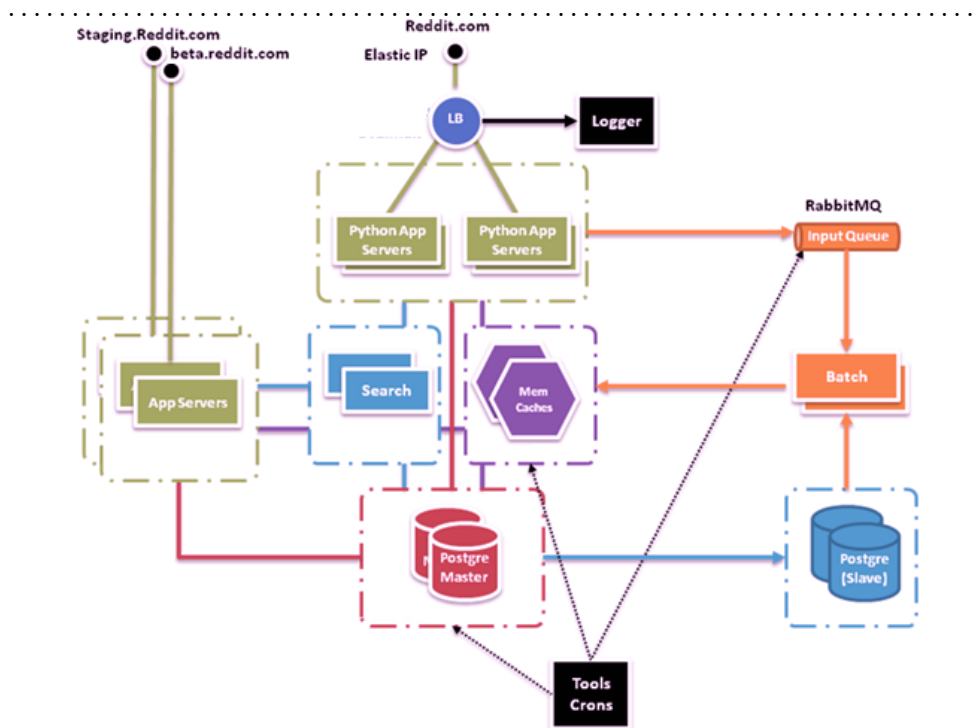 Reddit.com
Staging.Reddit.com
beta.reddit.com
Elastic IP
LB
Logger
RabbitMQ
Python App
Servers
Python App
Servers
Input Queue
App Servers
Search
Mem
Caches
Batch
Postgre
Master
Postgre
(Slave)
Tools
Crons